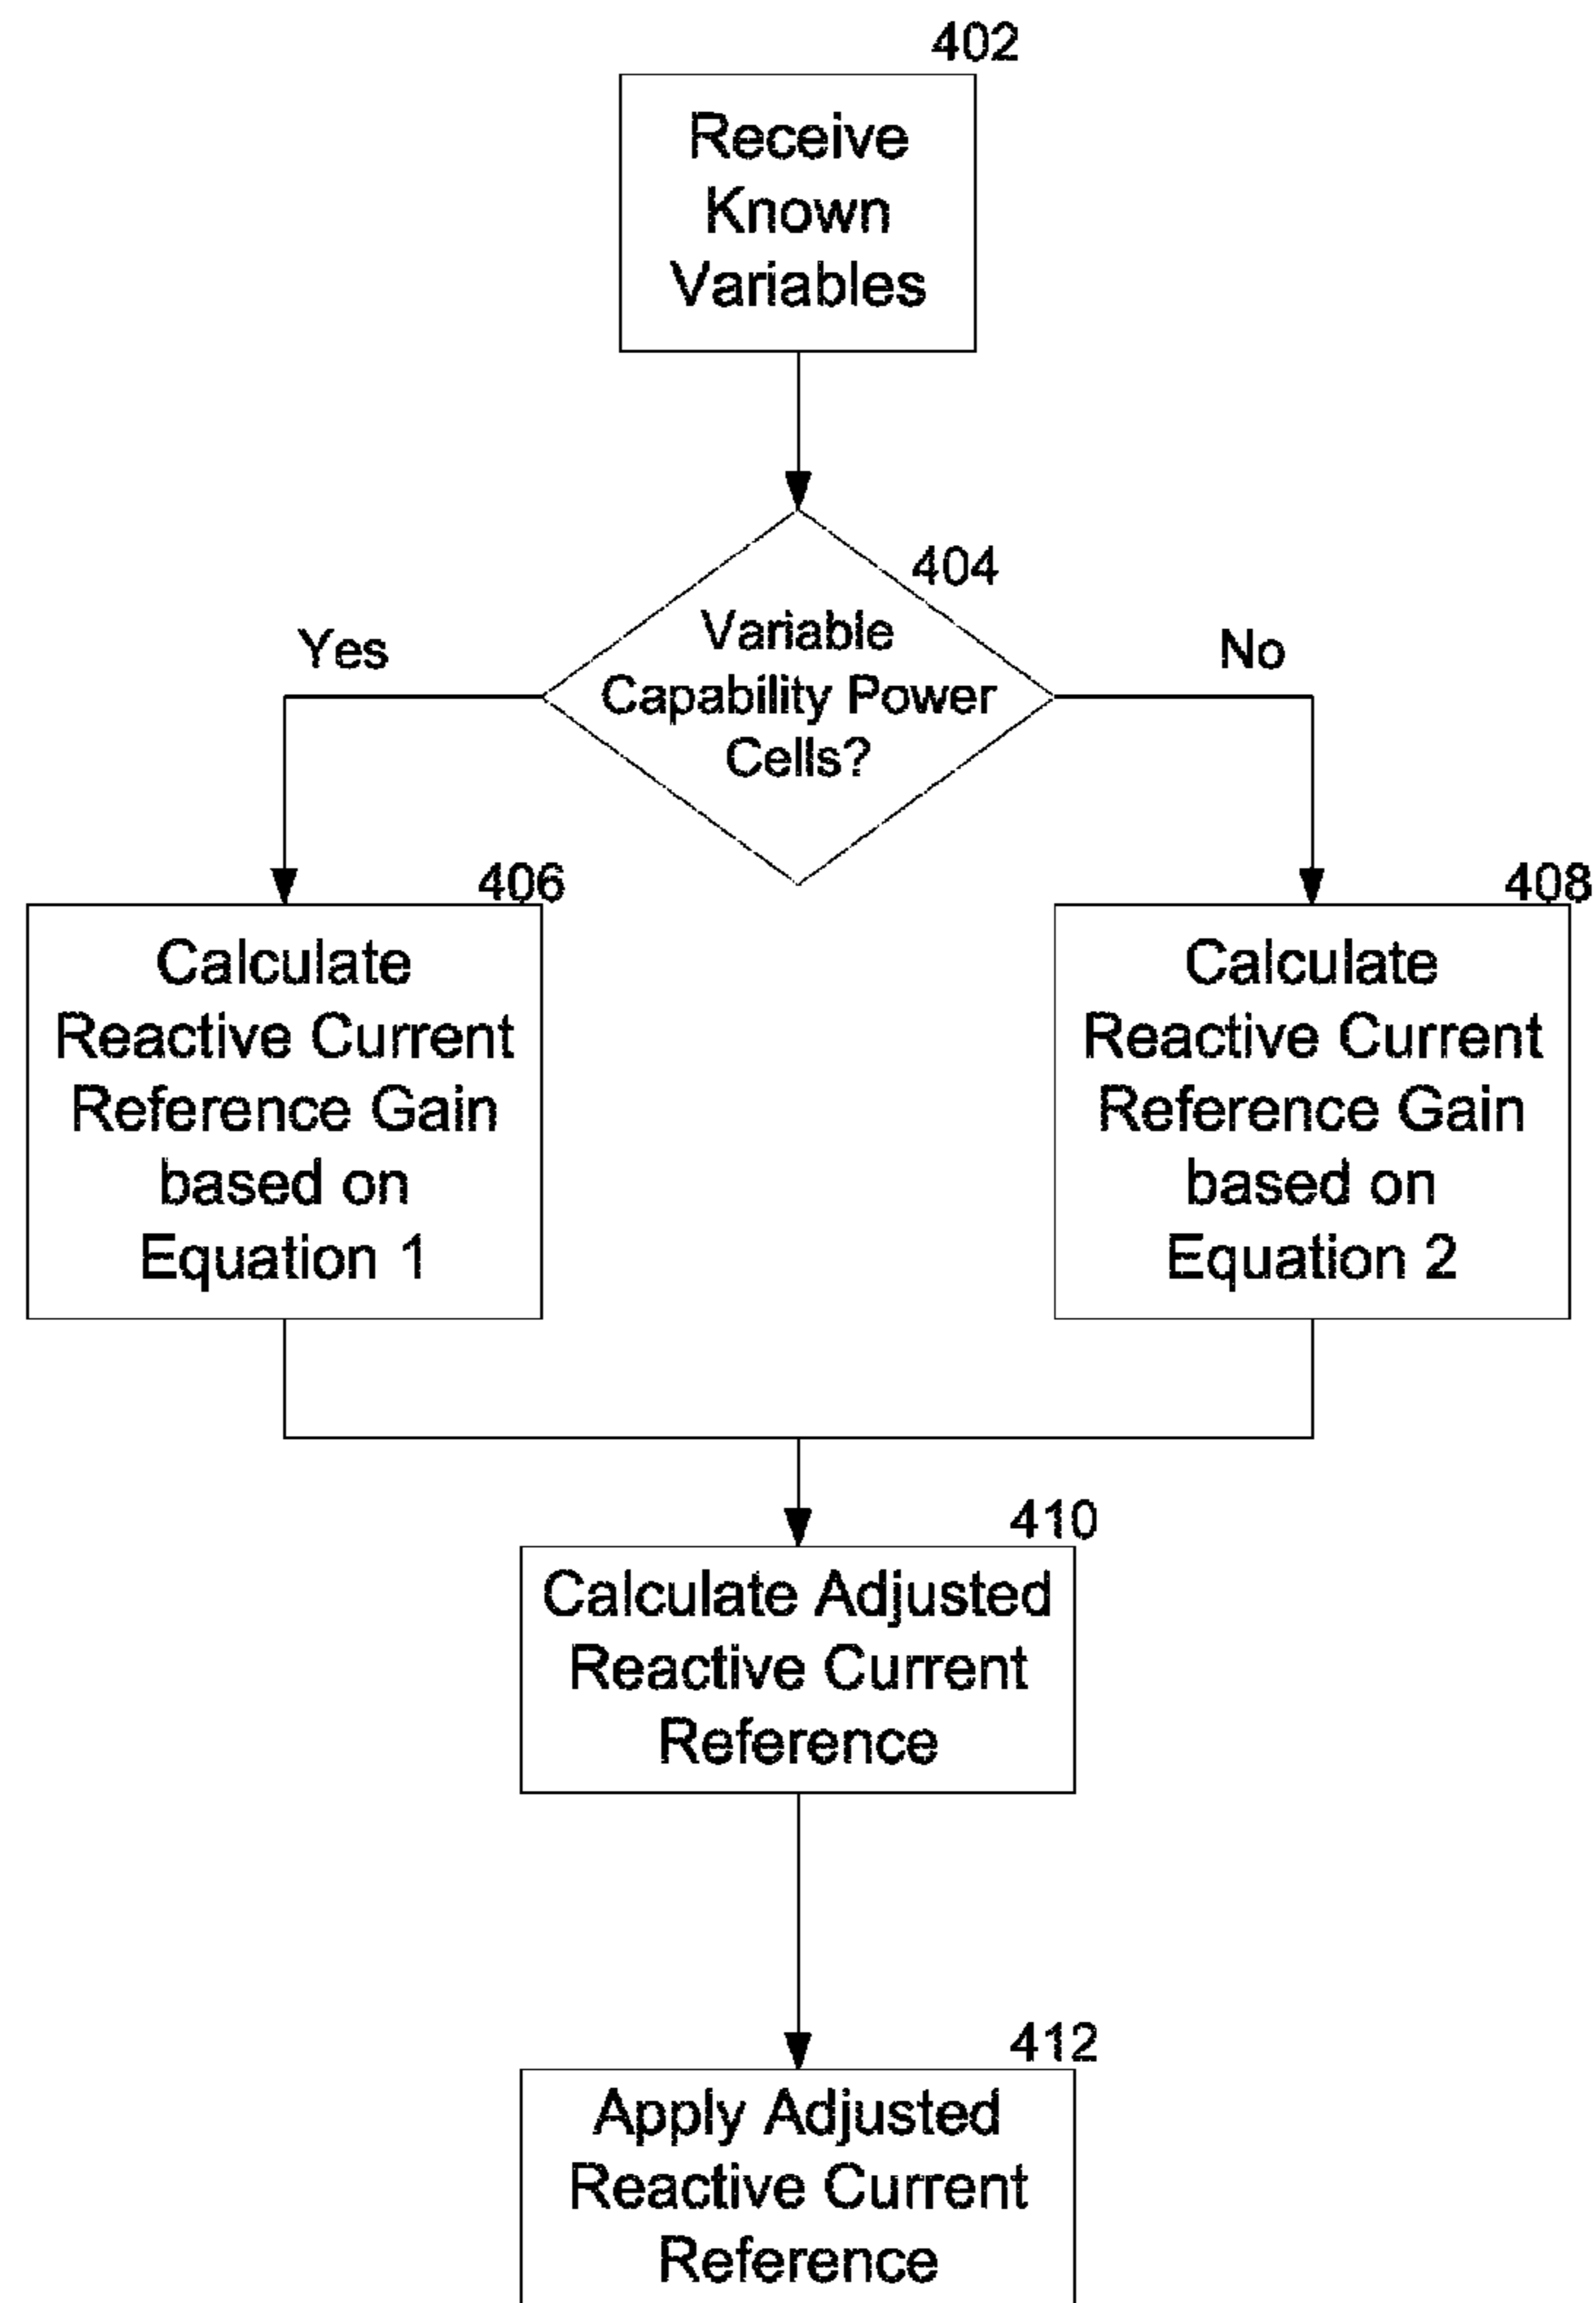 402
Receive
Known
Variables
404
Variable
Capability Power
Cells?
Yes
No
406
Calculate
Reactive Current
Reference Gain
based on
Equation 1
408
Calculate
Reactive Current
Reference Gain
based on
Equation 2
410
Calculate Adjusted
Reactive Current
Reference
412
Apply Adjusted
Reactive Current
Reference